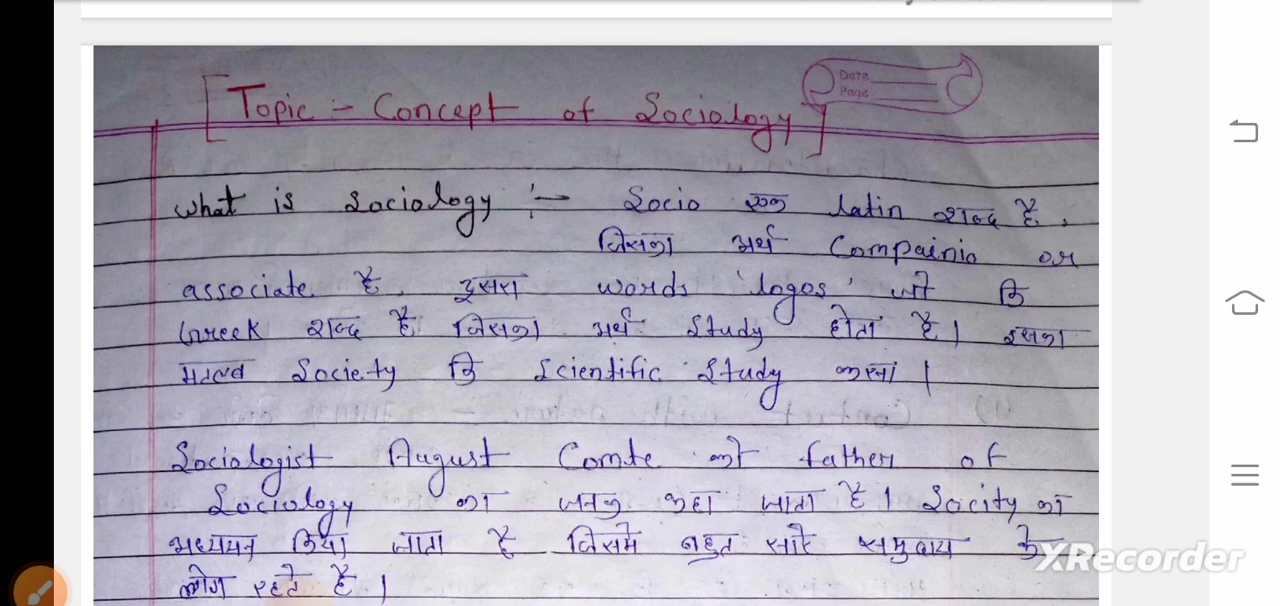 Date
Page
[Topic :- Concept of Sociology]
What is Sociology :- Socio एक latin शब्द है,
जिसका अर्थ Compainio or
associate है, दुसरा words 'logos' जो कि
Greek शब्द है जिसका अर्थ Study होता है। इसका
मतलब Society कि Scientific Study करना।
Sociologist August Comte को father of
Sociology का जनक कहा जाता है। Socity का
अध्ययन किया जाता है जिसमे बहुत सारे समुदाय के
लोग रहते हैं।
XRecorder